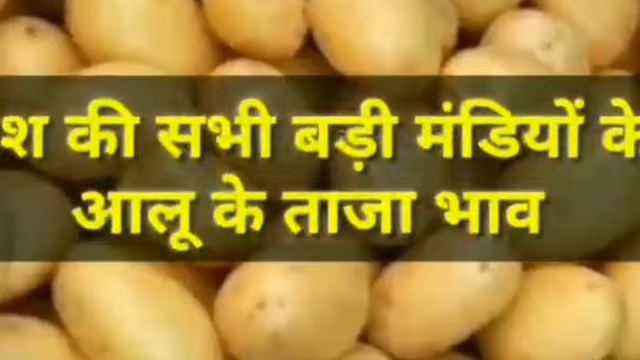 श की सभी बड़ी मंडियों के
आलू के ताजा भाव